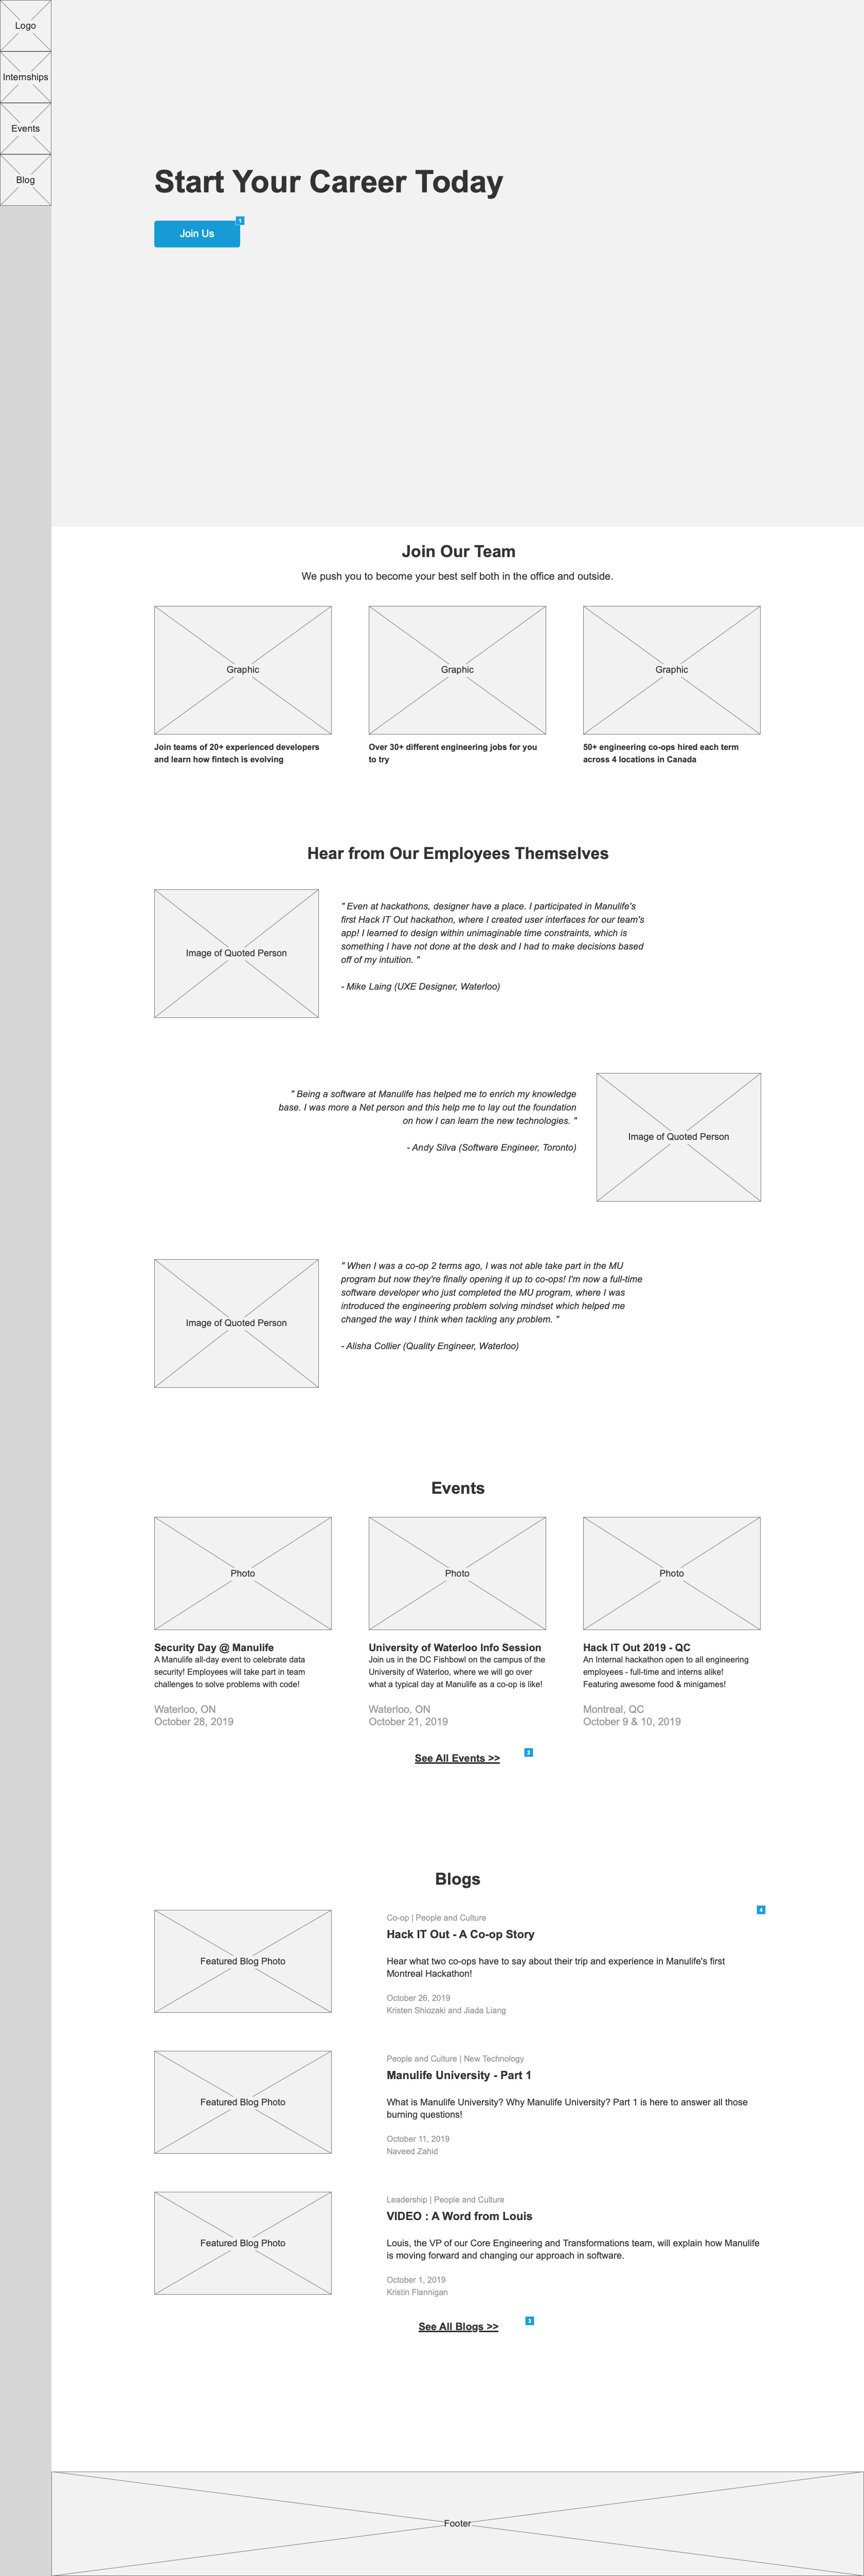 Logo
Internships
Events
Blog
Start Your Career Today
1
Join Us
Join Our Team
We push you to become your best self both in the office and outside.
Graphic
Graphic
Graphic
Join teams of 20+ experienced developers
and learn how fintech is evolving
Over 30+ different engineering jobs for you
to try
50+ engineering co-ops hired each term
across 4 locations in Canada
Hear from Our Employees Themselves
Image of Quoted Person
" Even at hackathons, designer have a place. I participated in Manulife's
first Hack IT Out hackathon, where I created user interfaces for our team's
app! I learned to design within unimaginable time constraints, which is
something I have not done at the desk and I had to make decisions based
off of my intuition. "
- Mike Laing (UXE Designer, Waterloo)
" Being a software at Manulife has helped me to enrich my knowledge
base. I was more a Net person and this help me to lay out the foundation
on how I can learn the new technologies. "
- Andy Silva (Software Engineer, Toronto)
Image of Quoted Person
Image of Quoted Person
" When I was a co-op 2 terms ago, I was not able take part in the MU
program but now they're finally opening it up to co-ops! I'm now a full-time
software developer who just completed the MU program, where I was
introduced the engineering problem solving mindset which helped me
changed the way I think when tackling any problem. "
- Alisha Collier (Quality Engineer, Waterloo)
Events
Photo
Photo
Photo
Security Day @ Manulife
A Manulife all-day event to celebrate data
security! Employees will take part in team
challenges to solve problems with code!
Waterloo, ON
October 28, 2019
University of Waterloo Info Session
Join us in the DC Fishbowl on the campus of the
University of Waterloo, where we will go over
what a typical day at Manulife as a co-op is like!
Waterloo, ON
October 21, 2019
Hack IT Out 2019 - QC
An Internal hackathon open to all engineering
employees - full-time and interns alike!
Featuring awesome food & minigames!
Montreal, QC
October 9 & 10, 2019
See All Events >>
2
Blogs
4
Featured Blog Photo
Co-op | People and Culture
Hack IT Out - A Co-op Story
Hear what two co-ops have to say about their trip and experience in Manulife's first
Montreal Hackathon!
October 26, 2019
Kristen Shiozaki and Jiada Liang
Featured Blog Photo
People and Culture | New Technology
Manulife University - Part 1
What is Manulife University? Why Manulife University? Part 1 is here to answer all those
burning questions!
October 11, 2019
Naveed Zahid
Featured Blog Photo
Leadership | People and Culture
VIDEO : A Word from Louis
Louis, the VP of our Core Engineering and Transformations team, will explain how Manulife
is moving forward and changing our approach in software.
October 1, 2019
Kristin Flannigan
See All Blogs >>
3
Footer